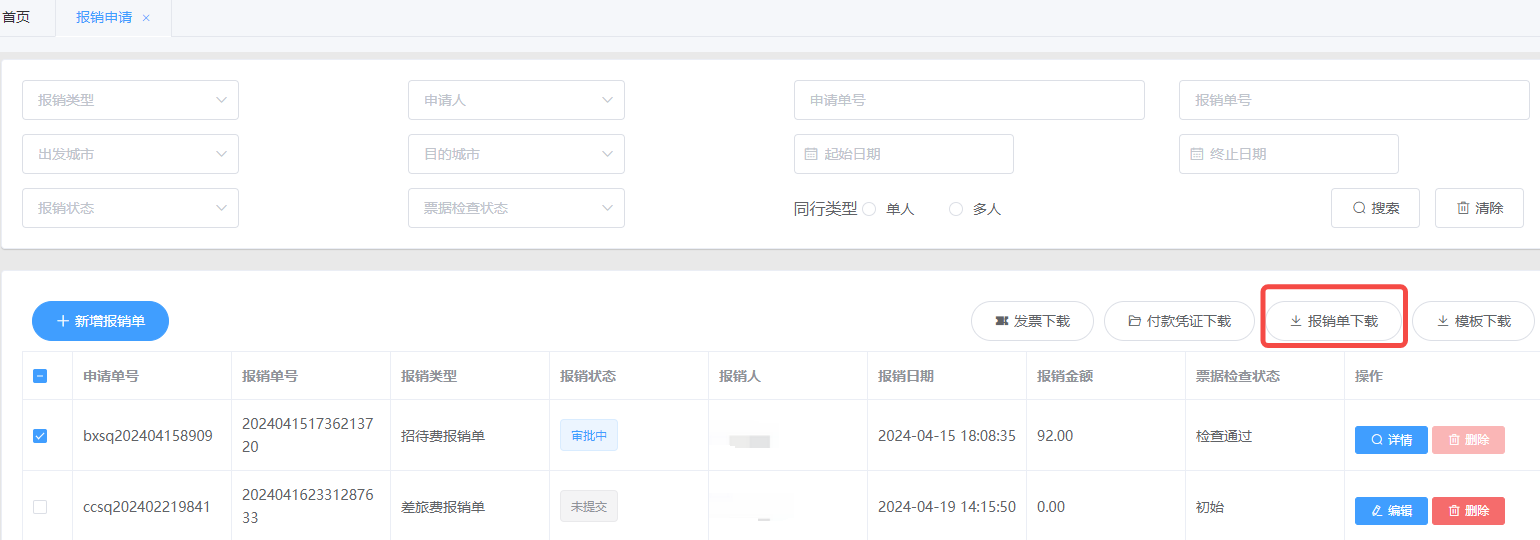 首页
报销申请 ×
报销类型
申请人
申请单号
报销单号
出发城市
目的城市
起始日期
终止日期
报销状态
票据检查状态
同行类型 单人 多人
搜索
清除
+ 新增报销单
发票下载
付款凭证下载
报销单下载
模板下载
申请单号 报销单号 报销类型 报销状态 报销人 报销日期 报销金额 票据检查状态 操作
bxsq202404158909
2024041517362137
20
招待费报销单
审批中
2024-04-15 18:08:35
92.00
检查通过
详情
删除
ccsq202402219841
2024041623312876
33
差旅费报销单
未提交
2024-04-19 14:15:50
0.00
初始
编辑
删除